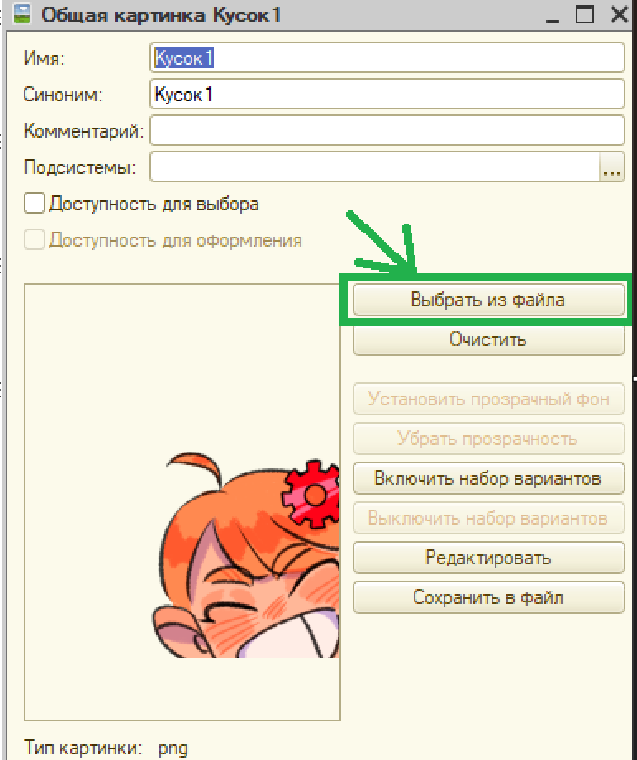 Общая картинка Кусок1
Имя: Кусок1
Синоним: Кусок1
Комментарий:
Подсистемы: ...
Доступность для выбора
Доступность для оформления
Выбрать из файла
Очистить
Установить прозрачный фон
Убрать прозрачность
Включить набор вариантов
Выключить набор вариантов
Редактировать
Сохранить в файл
Тип картинки: png